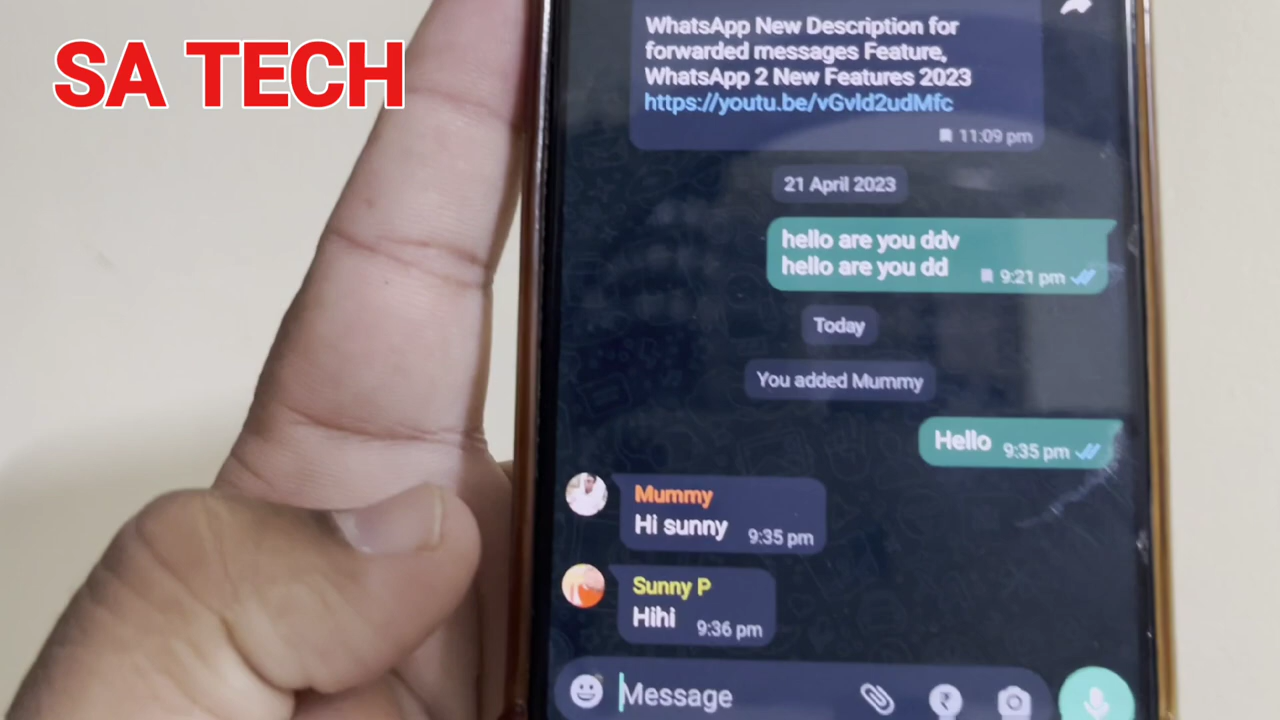 SA TECH
WhatsApp New Description for
forwarded messages Feature,
WhatsApp 2 New Features 2023
https://youtu.be/vGvld2udMfc
11:09 pm
21 April 2023
hello are you ddv
hello are you dd 9:21 pm
Today
You added Mummy
Hello 9:35 pm
Mummy
Hi sunny 9:35 pm
Sunny P
Hihi 9:36 pm
Message